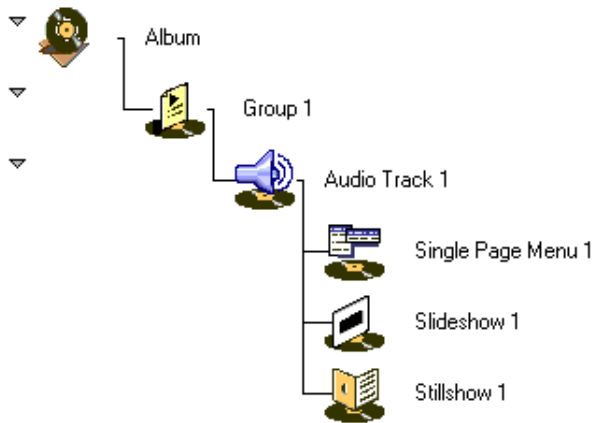 Album
Group 1
Audio Track 1
Single Page Menu 1
Slideshow 1
Stillshow 1